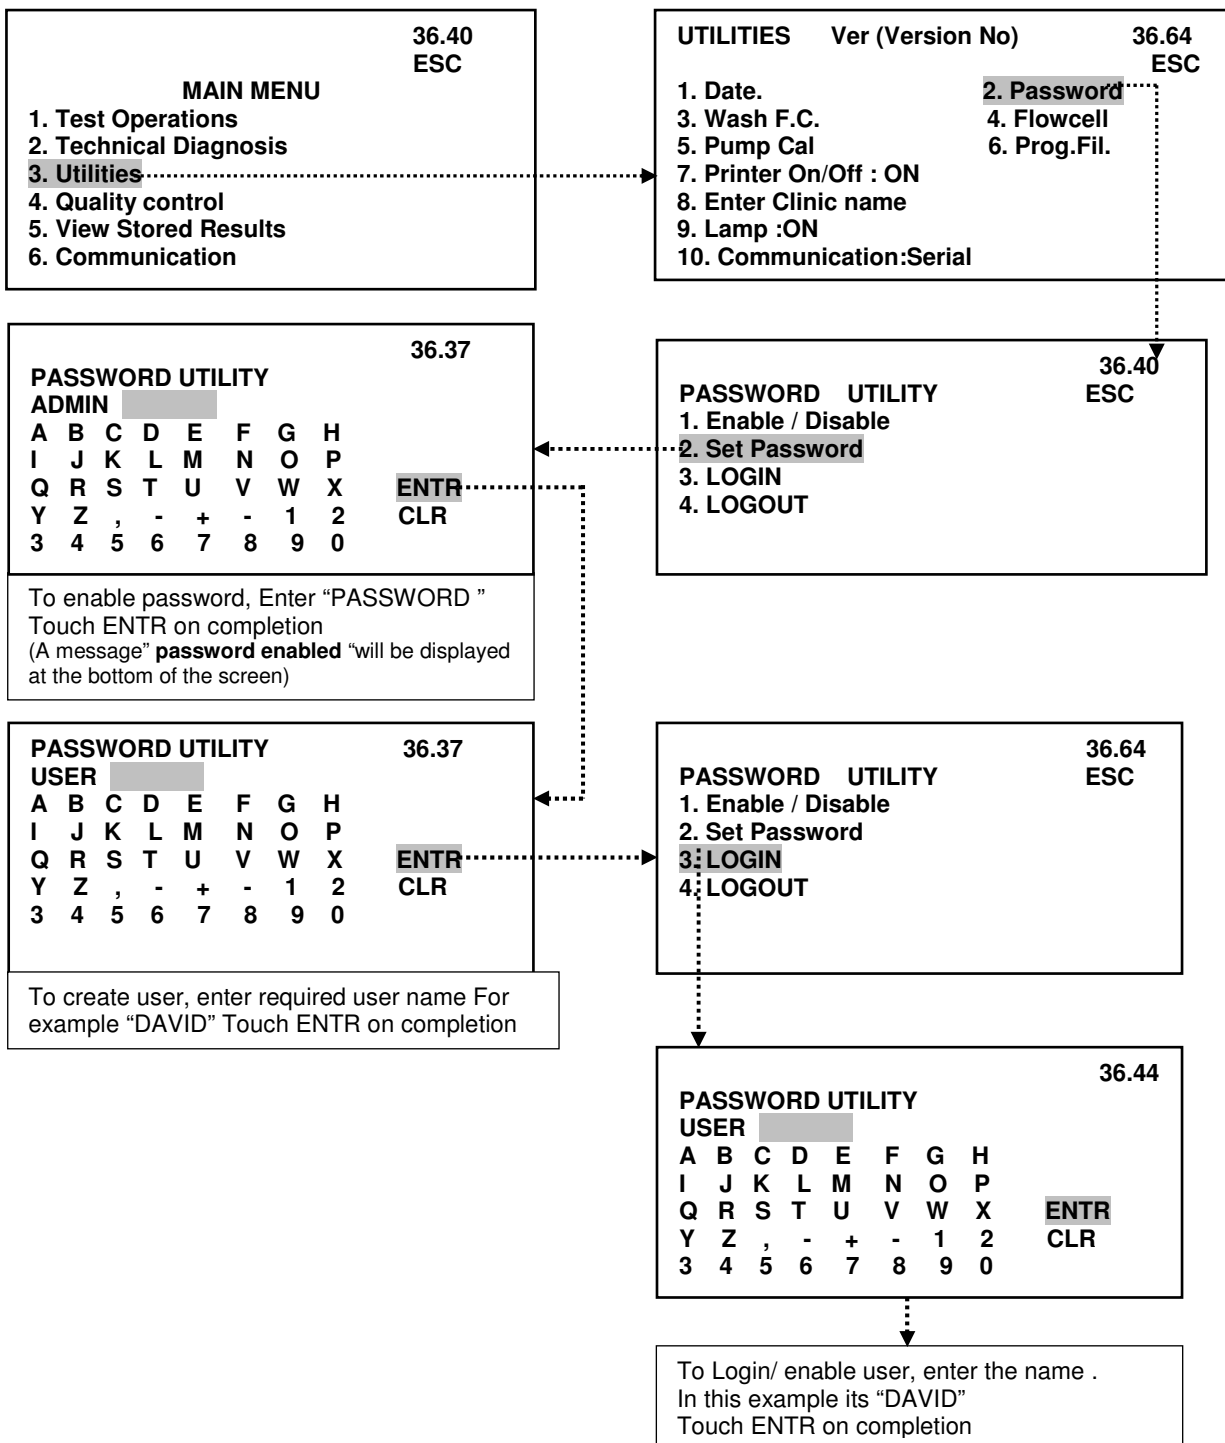 36.40
ESC
MAIN MENU
1. Test Operations
2. Technical Diagnosis
3. Utilities
4. Quality control
5. View Stored Results
6. Communication
UTILITIES Ver (Version No) 36.64
ESC
1. Date. 2. Password
3. Wash F.C. 4. Flowcell
5. Pump Cal 6. Prog.Fil.
7. Printer On/Off : ON
8. Enter Clinic name
9. Lamp :ON
10. Communication:Serial
36.40
PASSWORD UTILITY ESC
1. Enable / Disable
2. Set Password
3. LOGIN
4. LOGOUT
36.37
PASSWORD UTILITY
ADMIN
A B C D E F G H
I J K L M N O P
Q R S T U V W X ENTR
Y Z , - + - 1 2 CLR
3 4 5 6 7 8 9 0
To enable password, Enter “PASSWORD ”
Touch ENTR on completion
(A message” password enabled “will be displayed
at the bottom of the screen)
PASSWORD UTILITY 36.37
USER
A B C D E F G H
I J K L M N O P
Q R S T U V W X ENTR
Y Z , - + - 1 2 CLR
3 4 5 6 7 8 9 0
To create user, enter required user name For
example “DAVID” Touch ENTR on completion
36.64
PASSWORD UTILITY ESC
1. Enable / Disable
2. Set Password
3. LOGIN
4. LOGOUT
36.44
PASSWORD UTILITY
USER
A B C D E F G H
I J K L M N O P
Q R S T U V W X ENTR
Y Z , - + - 1 2 CLR
3 4 5 6 7 8 9 0
To Login/ enable user, enter the name .
In this example its “DAVID”
Touch ENTR on completion